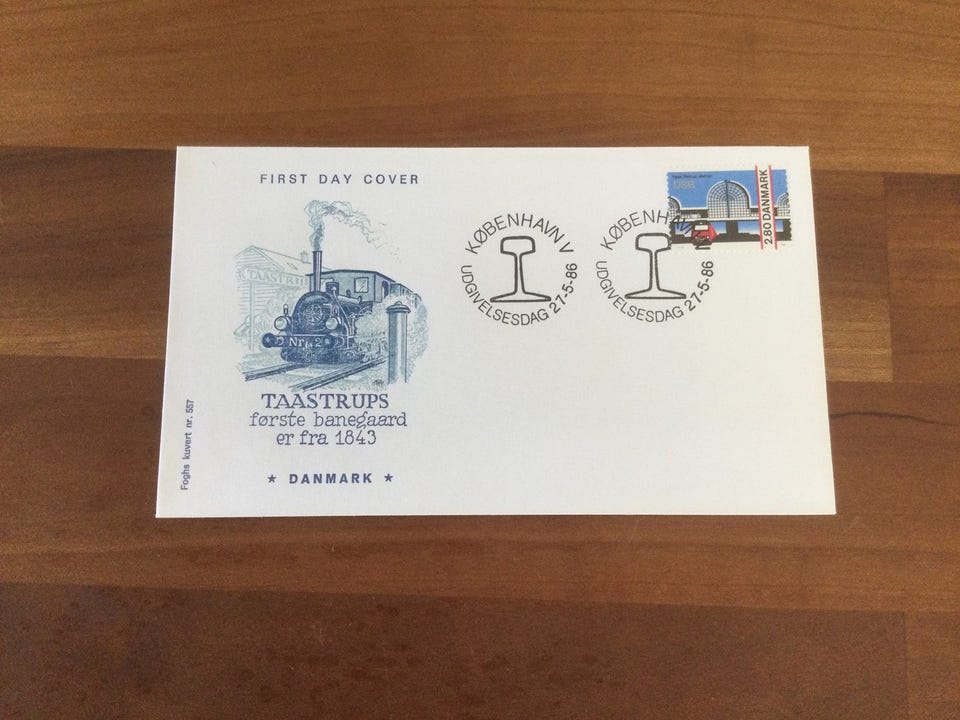 FIRST DAY COVER
TAASTRUP
Nr. 2
TAASTRUPS
første banegaard
er fra 1843
★ DANMARK ★
Foghs kuvert nr. 557
KØBENHAVN V
UDGIVELSESDAG 27-5-86
KØBENHAVN V
UDGIVELSESDAG 27-5-86
DSB
2.80 DANMARK